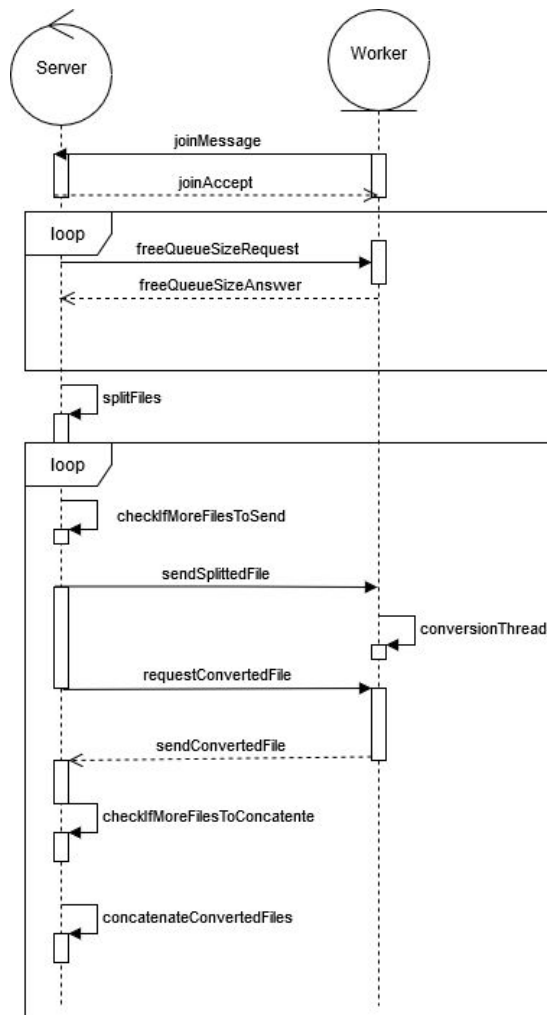 Server
Worker
joinMessage
joinAccept
loop
freeQueueSizeRequest
freeQueueSizeAnswer
splitFiles
loop
checkIfMoreFilesToSend
sendSplittedFile
conversionThread
requestConvertedFile
sendConvertedFile
checkIfMoreFilesToConcatente
concatenateConvertedFiles